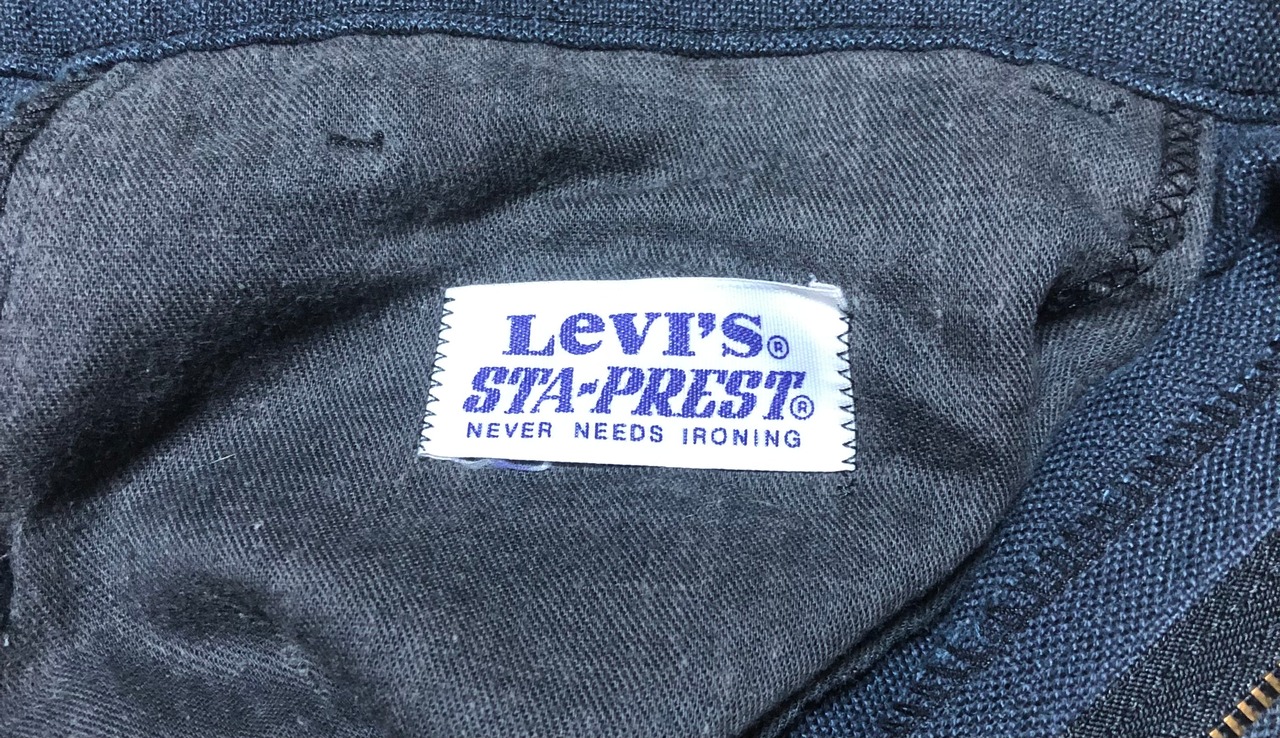 LeVI'S®
STA-PREST®
NEVER NEEDS IRONING